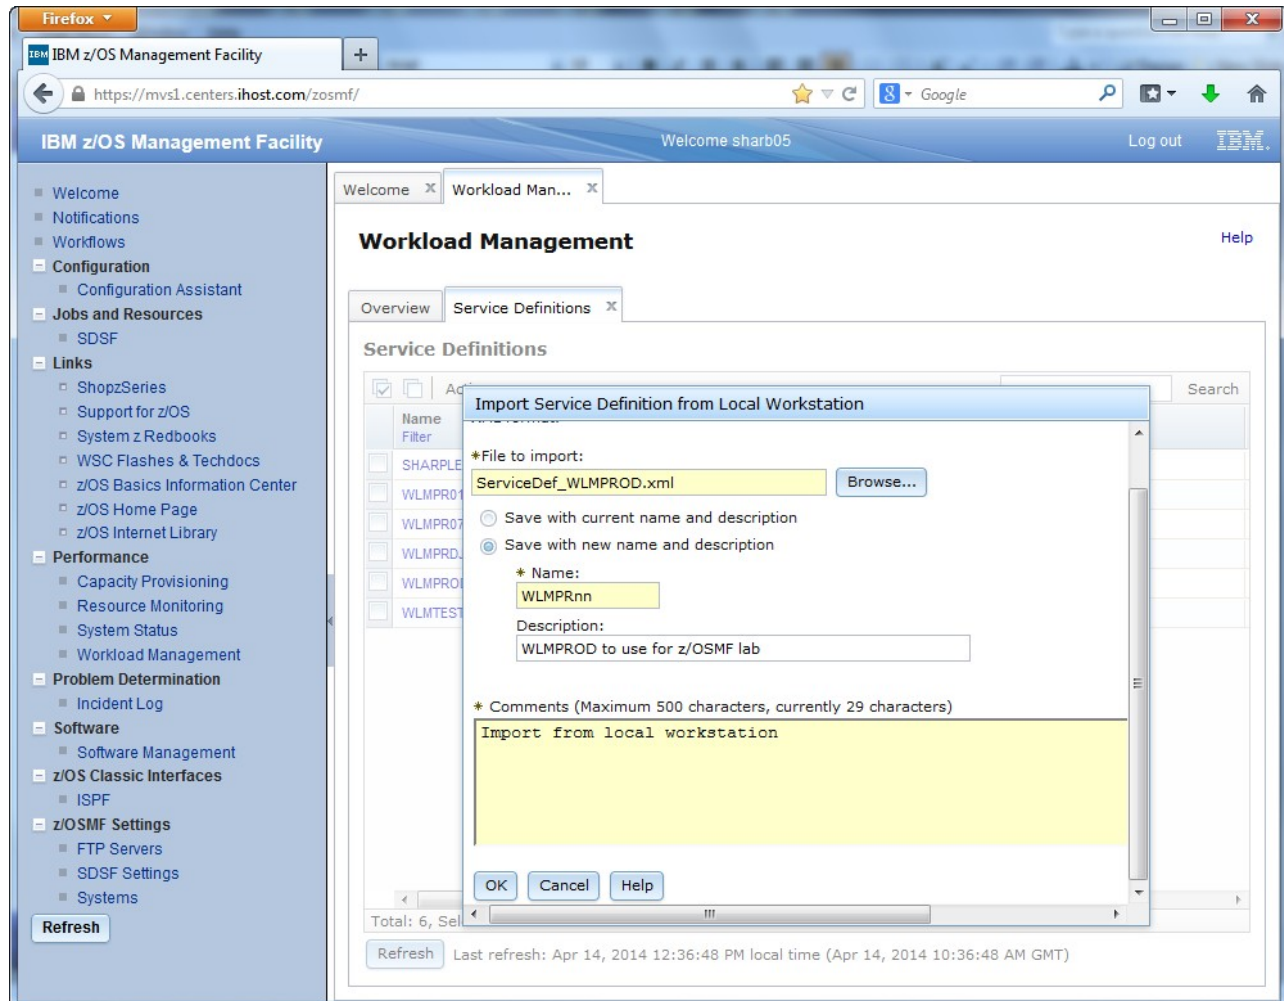 Firefox
IBM IBM z/OS Management Facility +
https://mvs1.centers.ihost.com/zosmf/ 8 Google
IBM z/OS Management Facility Welcome sharb05 Log out IBM.
Welcome
Notifications
Workflows
Configuration
Configuration Assistant
Jobs and Resources
SDSF
Links
ShopzSeries
Support for z/OS
System z Redbooks
WSC Flashes & Techdocs
z/OS Basics Information Center
z/OS Home Page
z/OS Internet Library
Performance
Capacity Provisioning
Resource Monitoring
System Status
Workload Management
Problem Determination
Incident Log
Software
Software Management
z/OS Classic Interfaces
ISPF
z/OSMF Settings
FTP Servers
SDSF Settings
Systems
Refresh
Welcome X Workload Man... X
Workload Management Help
Overview Service Definitions X
Service Definitions
Search
Name
Filter
SHARPLE
WLMPR01
WLMPR07
WLMPRD
WLMPRO
WLMTEST
Import Service Definition from Local Workstation
*File to import:
ServiceDef_WLMPROD.xml Browse...
Save with current name and description
Save with new name and description
* Name:
WLMPRnn
Description:
WLMPROD to use for z/OSMF lab
* Comments (Maximum 500 characters, currently 29 characters)
Import from local workstation
OK Cancel Help
Total: 6, Sel
Refresh Last refresh: Apr 14, 2014 12:36:48 PM local time (Apr 14, 2014 10:36:48 AM GMT)